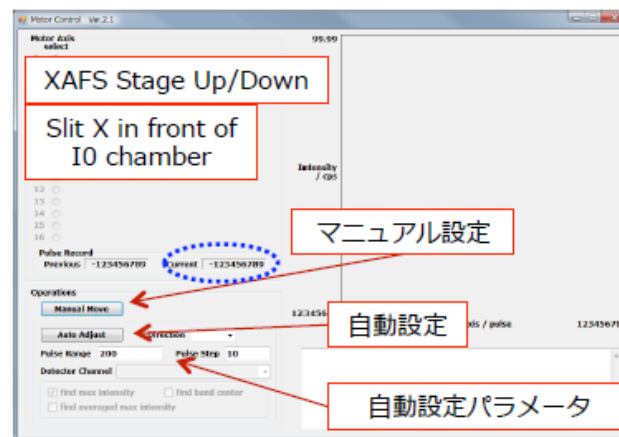 Motor Control Ver.2.1
Motor Axis
select
99.99
XAFS Stage Up/Down
Slit X in front of
I0 chamber
Intensity
/ cps
12
13
14
15
16
マニュアル設定
Pulse Record
Previous -123456789 Current -123456789
Operations
Manual Move
自動設定
Auto Adjust Direction
axis / pulse
Pulse Range 200 Pulse Step 10
Detector Channel
find max intensity find band center
find averaged max intensity
自動設定パラメータ